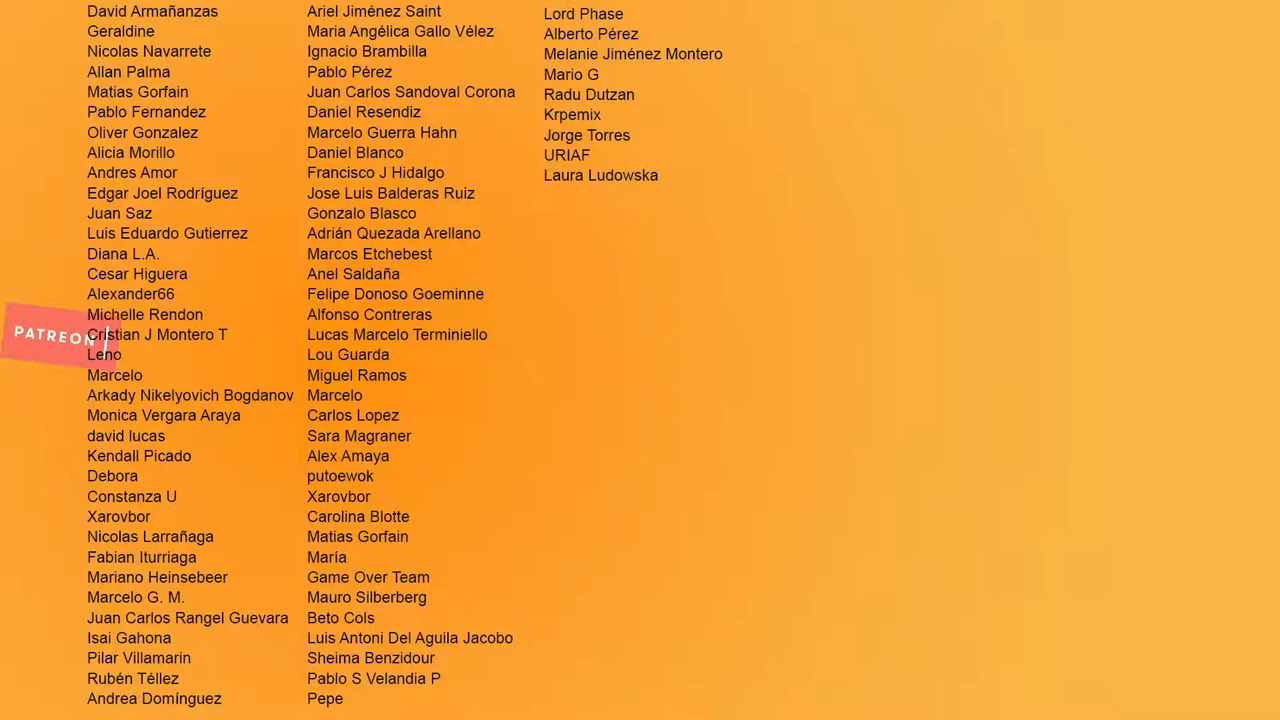 David Armañanzas
Geraldine
Nicolas Navarrete
Allan Palma
Matias Gorfain
Pablo Fernandez
Oliver Gonzalez
Alicia Morillo
Andres Amor
Edgar Joel Rodríguez
Juan Saz
Luis Eduardo Gutierrez
Diana L.A.
Cesar Higuera
Alexander66
Michelle Rendon
Cristian J Montero T
Leno
Marcelo
Arkady Nikelyovich Bogdanov
Monica Vergara Araya
david lucas
Kendall Picado
Debora
Constanza U
Xarovbor
Nicolas Larrañaga
Fabian Iturriaga
Mariano Heinsebeer
Marcelo G. M.
Juan Carlos Rangel Guevara
Isai Gahona
Pilar Villamarin
Rubén Téllez
Andrea Domínguez
Ariel Jiménez Saint
Maria Angélica Gallo Vélez
Ignacio Brambilla
Pablo Pérez
Juan Carlos Sandoval Corona
Daniel Resendiz
Marcelo Guerra Hahn
Daniel Blanco
Francisco J Hidalgo
Jose Luis Balderas Ruiz
Gonzalo Blasco
Adrián Quezada Arellano
Marcos Etchebest
Anel Saldaña
Felipe Donoso Goeminne
Alfonso Contreras
Lucas Marcelo Terminiello
Lou Guarda
Miguel Ramos
Marcelo
Carlos Lopez
Sara Magraner
Alex Amaya
putoewok
Xarovbor
Carolina Blotte
Matias Gorfain
María
Game Over Team
Mauro Silberberg
Beto Cols
Luis Antoni Del Aguila Jacobo
Sheima Benzidour
Pablo S Velandia P
Pepe
Lord Phase
Alberto Pérez
Melanie Jiménez Montero
Mario G
Radu Dutzan
Krpemix
Jorge Torres
URIAF
Laura Ludowska
PATREON